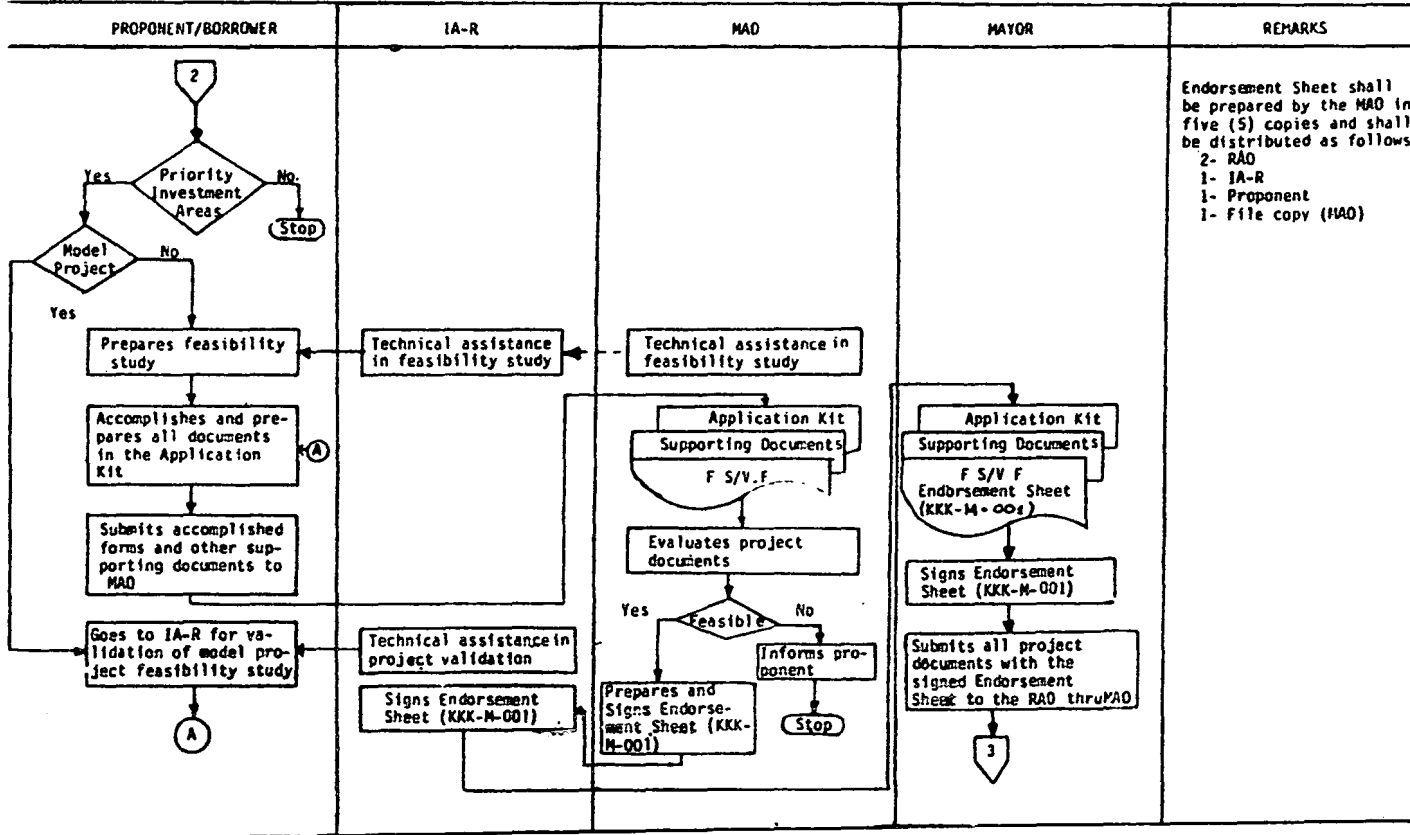 PROPONENT/BORROWER
IA-R
MAO
MAYOR
REMARKS
2
Priority
Investment
Areas
Yes
No.
Stop
Model
Project
No
Yes
Prepares feasibility
study
Accomplishes and pre-
pares all documents
in the Application
Kit
A
Submits accomplished
forms and other sup-
porting documents to
MAO
Goes to IA-R for va-
lidation of model pro-
ject feasibility study
A
Technical assistance
in feasibility study
Technical assistance in
project validation
Signs Endorsement
Sheet (KKK-M-001)
Technical assistance in
feasibility study
Application Kit
Supporting Documents
F S/V F
Evaluates project
documents
Yes
Feasible
No
Informs pro-
ponent
Stop
Prepares and
Signs Endorse-
ment Sheet (KKK-
M-001)
Application Kit
Supporting Documents
F S/V F
Endorsement Sheet
(KKK-M-001)
Signs Endorsement
Sheet (KKK-M-001)
Submits all project
documents with the
signed Endorsement
Sheet to the RAO thruMAO
3
Endorsement Sheet shall
be prepared by the MAO in
five (5) copies and shall
be distributed as follows
2- RAO
1- IA-R
1- Proponent
1- File copy (MAO)